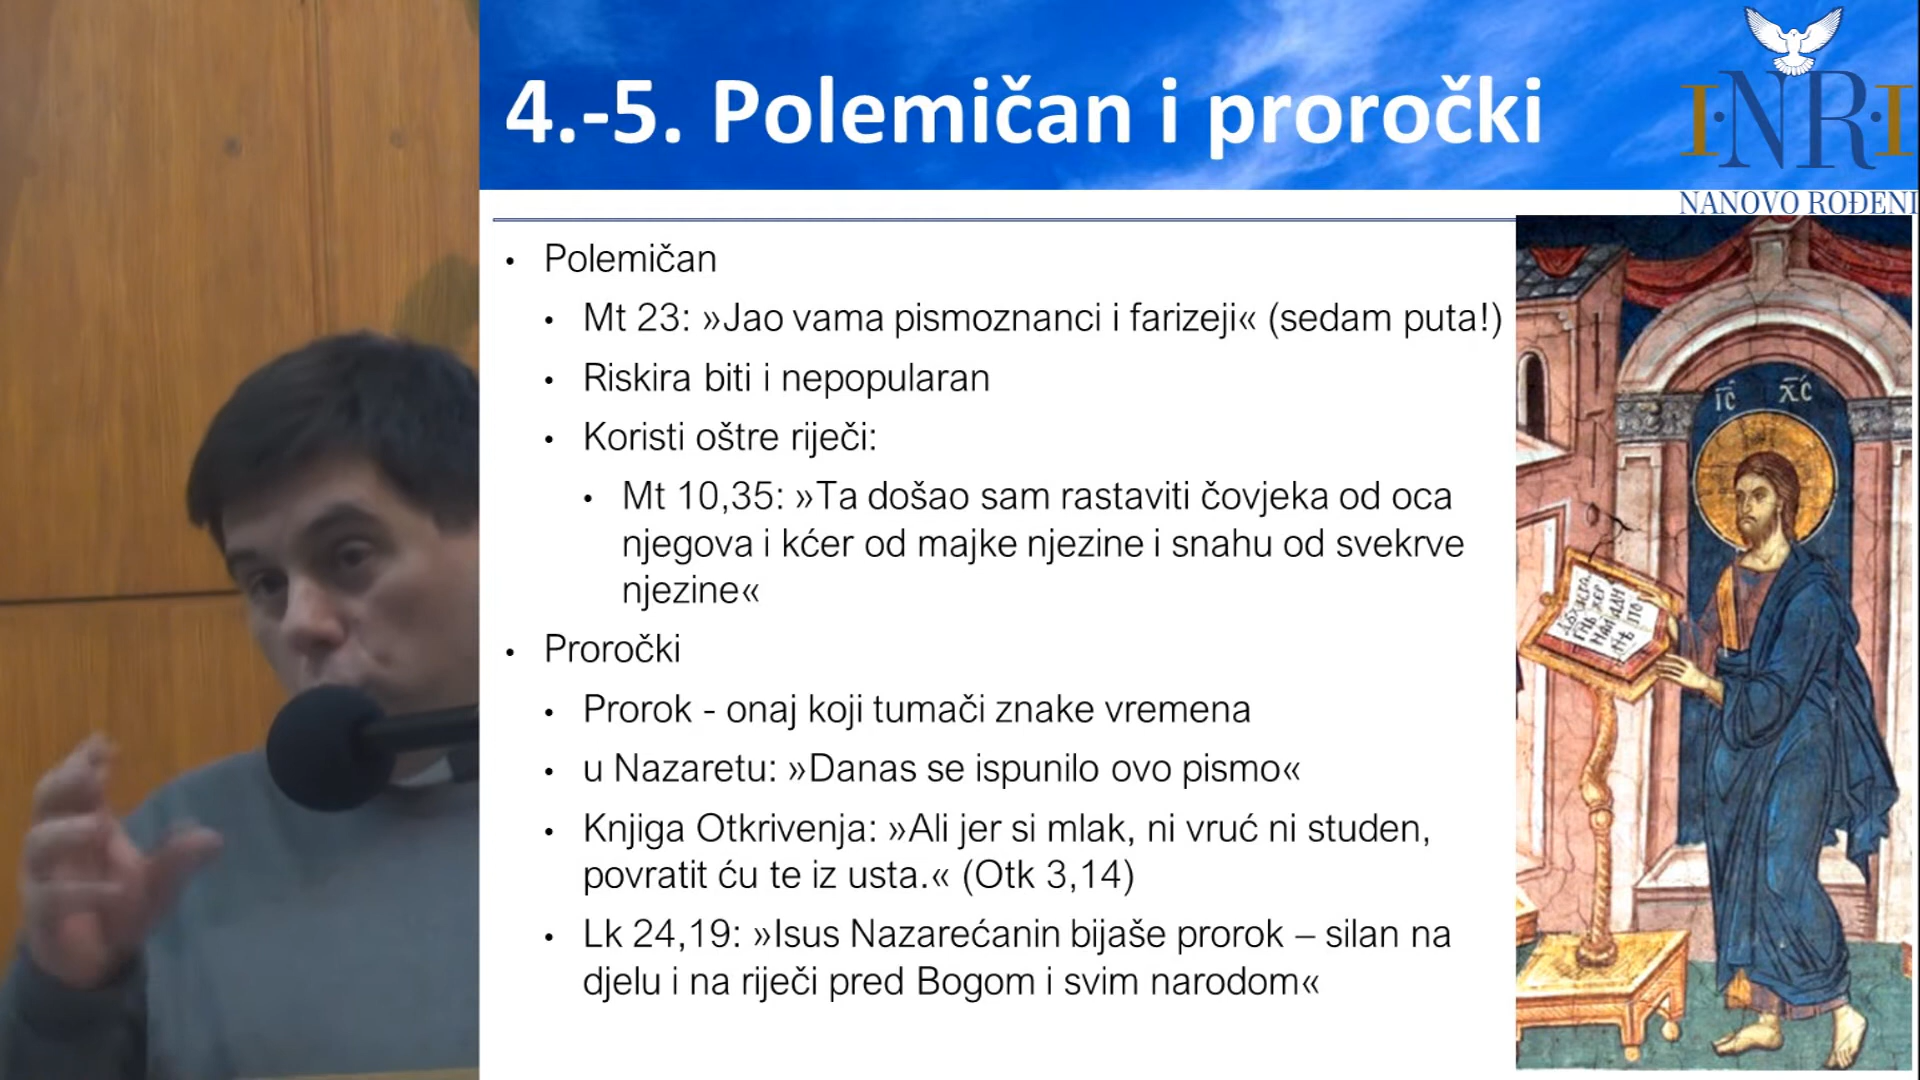 4.-5. Polemičan i proročki
I·NR·I
NANOVO ROĐENI
• Polemičan
• Mt 23: »Jao vama pismoznanci i farizeji« (sedam puta!)
• Riskira biti i nepopularan
• Koristi oštre riječi:
• Mt 10,35: »Ta došao sam rastaviti čovjeka od oca
njegova i kćer od majke njezine i snahu od svekrve
njezine«
• Proročki
• Prorok - onaj koji tumači znake vremena
• u Nazaretu: »Danas se ispunilo ovo pismo«
• Knjiga Otkrivenja: »Ali jer si mlak, ni vruć ni studen,
povratit ću te iz usta.« (Otk 3,14)
• Lk 24,19: »Isus Nazarećanin bijaše prorok – silan na
djelu i na riječi pred Bogom i svim narodom«
IC XC